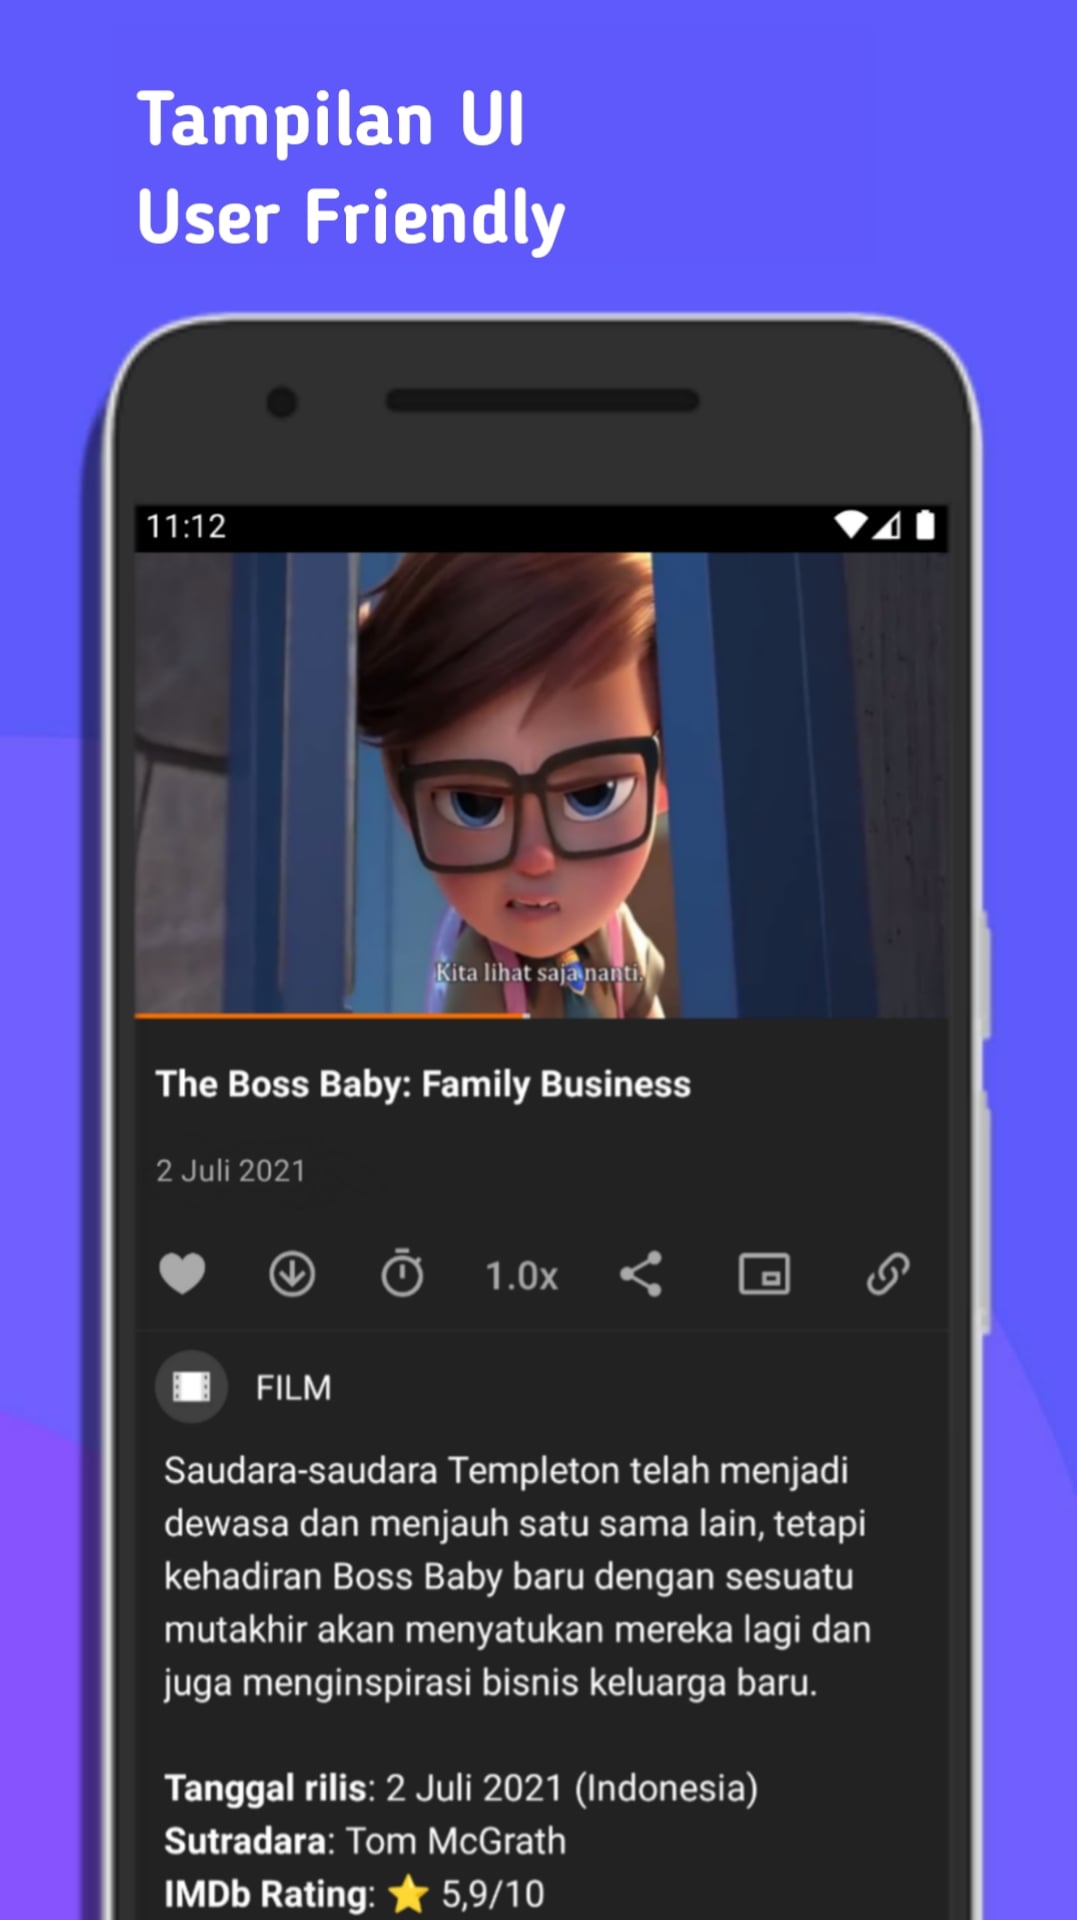 Tampilan UI
User Friendly
11:12
Kita lihat saja nanti.
The Boss Baby: Family Business
2 Juli 2021
1.0x
FILM
Saudara-saudara Templeton telah menjadi
dewasa dan menjauh satu sama lain, tetapi
kehadiran Boss Baby baru dengan sesuatu
mutakhir akan menyatukan mereka lagi dan
juga menginspirasi bisnis keluarga baru.
Tanggal rilis: 2 Juli 2021 (Indonesia)
Sutradara: Tom McGrath
IMDb Rating: ⭐ 5,9/10